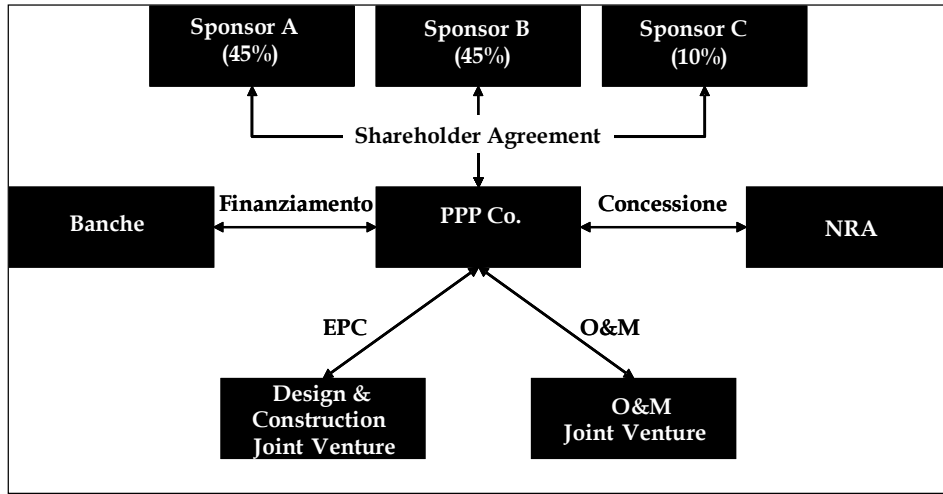 Sponsor A
(45%)
Sponsor B
(45%)
Sponsor C
(10%)
Shareholder Agreement
Banche
Finanziamento
PPP Co.
Concessione
NRA
EPC
O&M
Design &
Construction
Joint Venture
O&M
Joint Venture